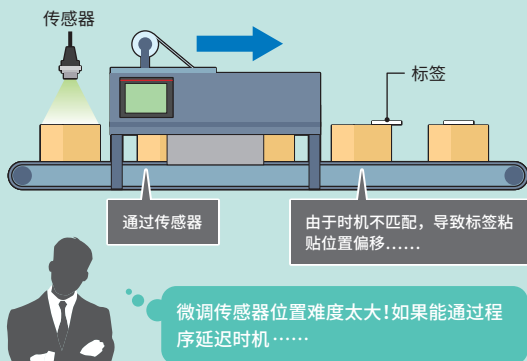 传感器
标签
通过传感器
由于时机不匹配，导致标签粘
贴位置偏移……
微调传感器位置难度太大！如果能通过程
序延迟时机……